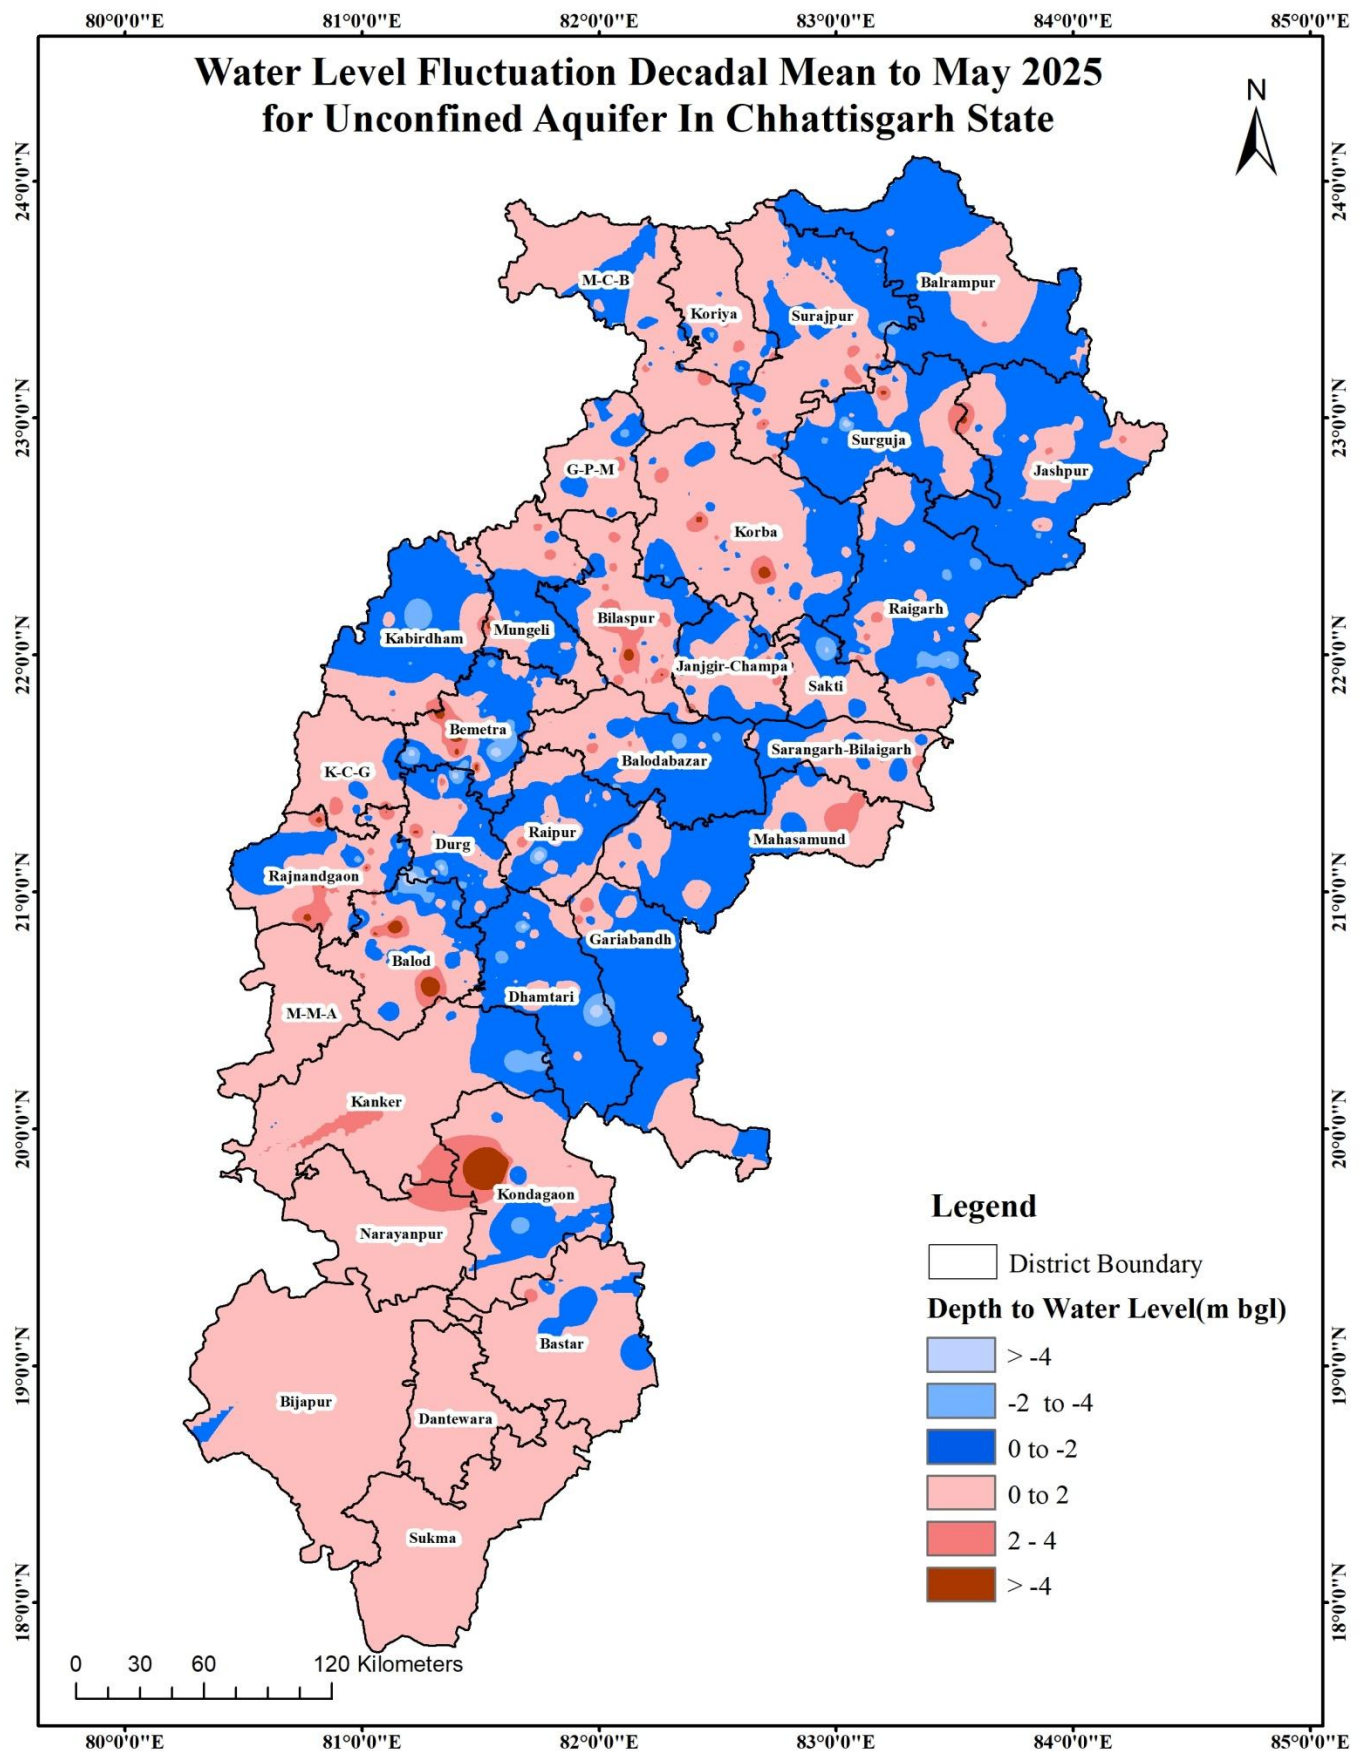 80°0'0"E 81°0'0"E 82°0'0"E 83°0'0"E 84°0'0"E 85°0'0"E
Water Level Fluctuation Decadal Mean to May 2025
for Unconfined Aquifer In Chhattisgarh State
N
24°0'0"N
24°0'0"N
M-C-B
Balrampur
Koriya
Surajpur
23°0'0"N
23°0'0"N
Surguja
G-P-M
Jashpur
Korba
Raigarh
Bilaspur
Mungeli
Kabirdham
22°0'0"N
22°0'0"N
Janjgir-Champa
Sakti
Bemetra
Sarangarh-Bilaigarh
Balodabazar
K-C-G
Raipur
Mahasamund
Durg
Rajnandgaon
21°0'0"N
21°0'0"N
Gariabandh
Balod
Dhamtari
M-M-A
Kanker
20°0'0"N
20°0'0"N
Kondagaon
Narayanpur
Bastar
19°0'0"N
19°0'0"N
Bijapur
Dantewara
Sukma
18°0'0"N
18°0'0"N
Legend
District Boundary
Depth to Water Level(m bgl)
> -4
-2 to -4
0 to -2
0 to 2
2 - 4
> -4
0 30 60 120 Kilometers
80°0'0"E 81°0'0"E 82°0'0"E 83°0'0"E 84°0'0"E 85°0'0"E